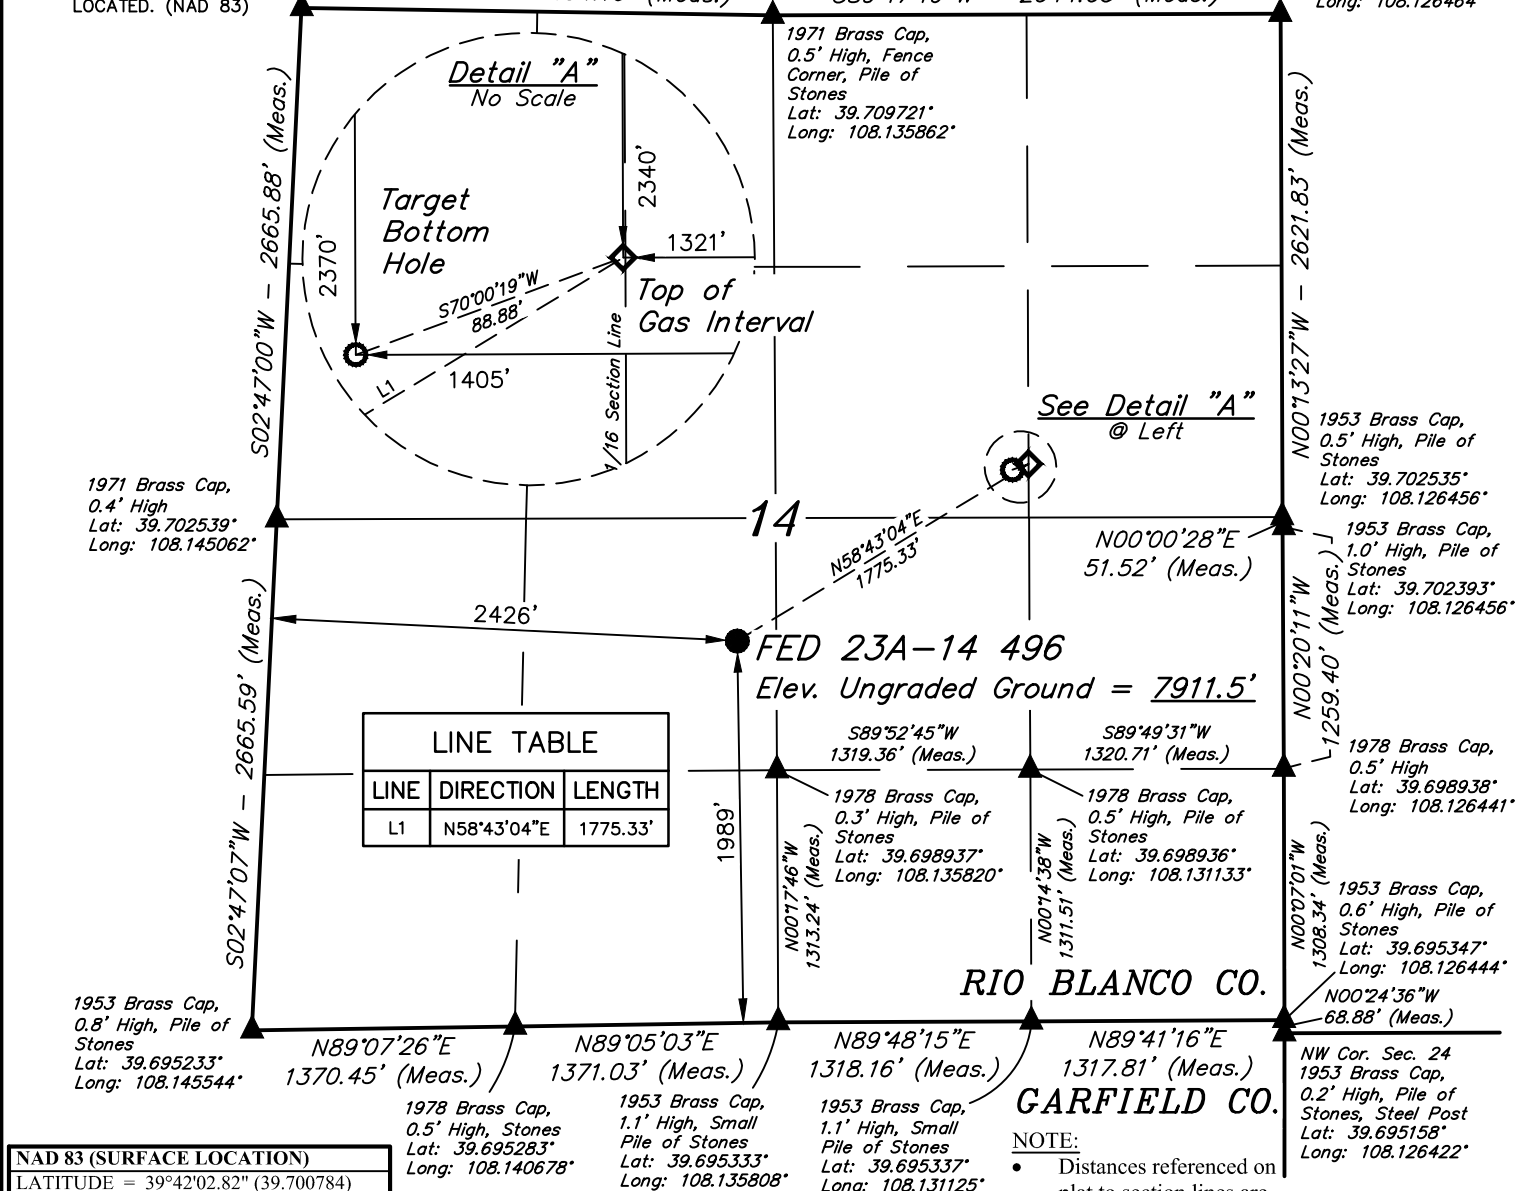 LOCATED. (NAD 83)
1971 Brass Cap,
0.5' High, Fence
Corner, Pile of
Stones
Lat: 39.709721°
Long: 108.135862°
Long: 108.126464°
Detail "A"
No Scale
S02°47'00"W - 2665.88' (Meas.)
2370'
2340'
1321'
Target
Bottom
Hole
S70°00'19"W
88.88'
Top of
Gas Interval
L1
1405'
1/16 Section Line
N00°13'27"W - 2621.83' (Meas.)
See Detail "A"
@ Left
1953 Brass Cap,
0.5' High, Pile of
Stones
Lat: 39.702535°
Long: 108.126456°
1971 Brass Cap,
0.4' High
Lat: 39.702539°
Long: 108.145062°
14
N58°43'04"E
1775.33'
N00°00'28"E
51.52' (Meas.)
1953 Brass Cap,
1.0' High, Pile of
Stones
Lat: 39.702393°
Long: 108.126456°
N00°20'11"W
1259.40' (Meas.)
2426'
FED 23A-14 496
Elev. Ungraded Ground = 7911.5'
S02°47'07"W - 2665.59' (Meas.)
LINE TABLE
LINE DIRECTION LENGTH
L1 N58°43'04"E 1775.33'
1989'
S89°52'45"W
1319.36' (Meas.)
S89°49'31"W
1320.71' (Meas.)
1978 Brass Cap,
0.5' High
Lat: 39.698938°
Long: 108.126441°
1978 Brass Cap,
0.3' High, Pile of
Stones
Lat: 39.698937°
Long: 108.135820°
1978 Brass Cap,
0.5' High, Pile of
Stones
Lat: 39.698936°
Long: 108.131133°
N00°17'46"W
1313.24' (Meas.)
N00°14'38"W
1311.51' (Meas.)
N00°07'01"W
1308.34' (Meas.)
1953 Brass Cap,
0.6' High, Pile of
Stones
Lat: 39.695347°
Long: 108.126444°
RIO BLANCO CO.
N00°24'36"W
68.88' (Meas.)
1953 Brass Cap,
0.8' High, Pile of
Stones
Lat: 39.695233°
Long: 108.145544°
N89°07'26"E
1370.45' (Meas.)
N89°05'03"E
1371.03' (Meas.)
N89°48'15"E
1318.16' (Meas.)
N89°41'16"E
1317.81' (Meas.)
NW Cor. Sec. 24
1953 Brass Cap,
0.2' High, Pile of
Stones, Steel Post
Lat: 39.695158°
Long: 108.126422°
GARFIELD CO.
1978 Brass Cap,
0.5' High, Stones
Lat: 39.695283°
Long: 108.140678°
1953 Brass Cap,
1.1' High, Small
Pile of Stones
Lat: 39.695333°
Long: 108.135808°
1953 Brass Cap,
1.1' High, Small
Pile of Stones
Lat: 39.695337°
Long: 108.131125°
NOTE:
• Distances referenced on
plat to section lines are
NAD 83 (SURFACE LOCATION)
LATITUDE = 39°42'02.82" (39.700784)